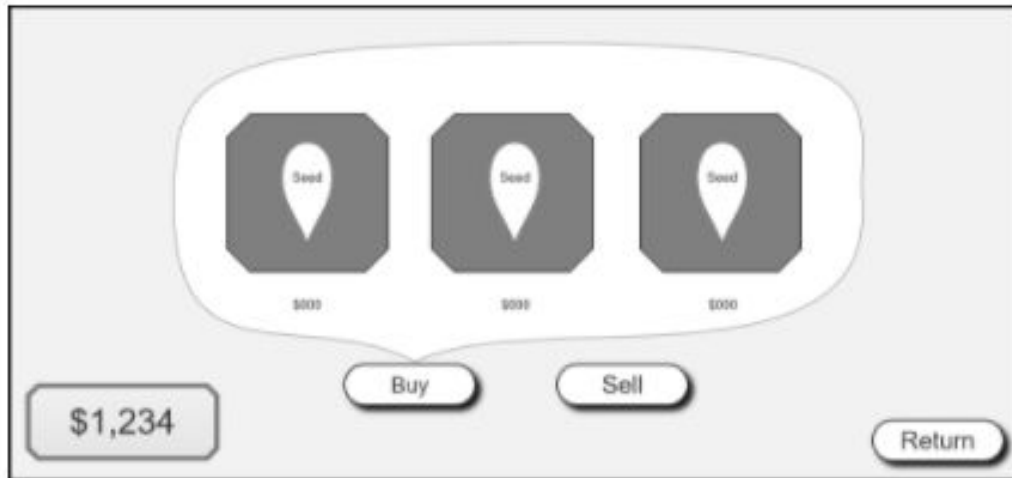 Seed Seed Seed
$000 $000 $000
Buy Sell
$1,234
Return